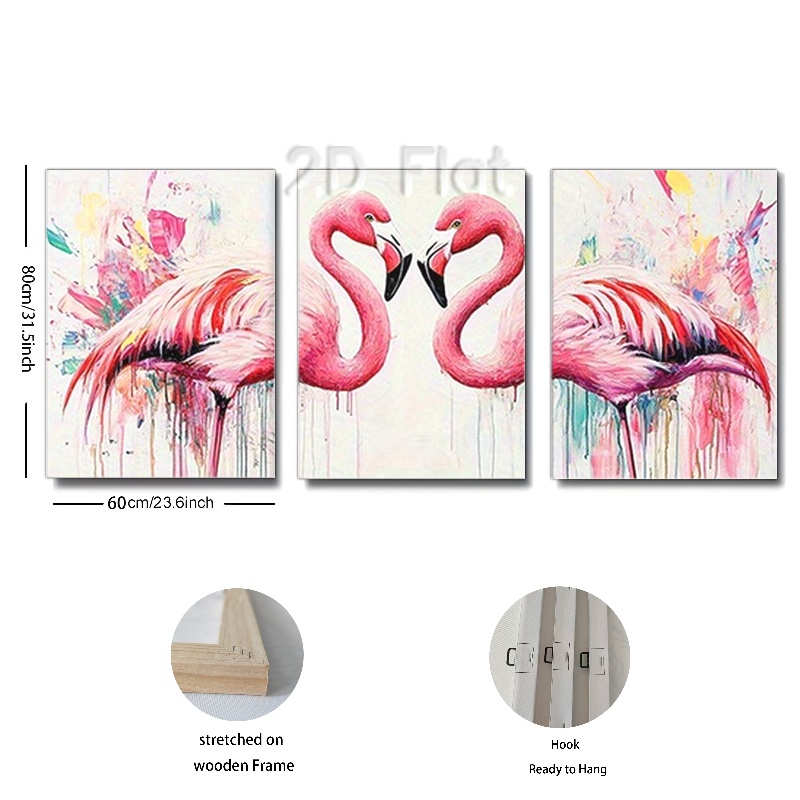 2D Flat
80cm/31.5inch
60cm/23.6inch
stretched on
wooden Frame
Hook
Ready to Hang